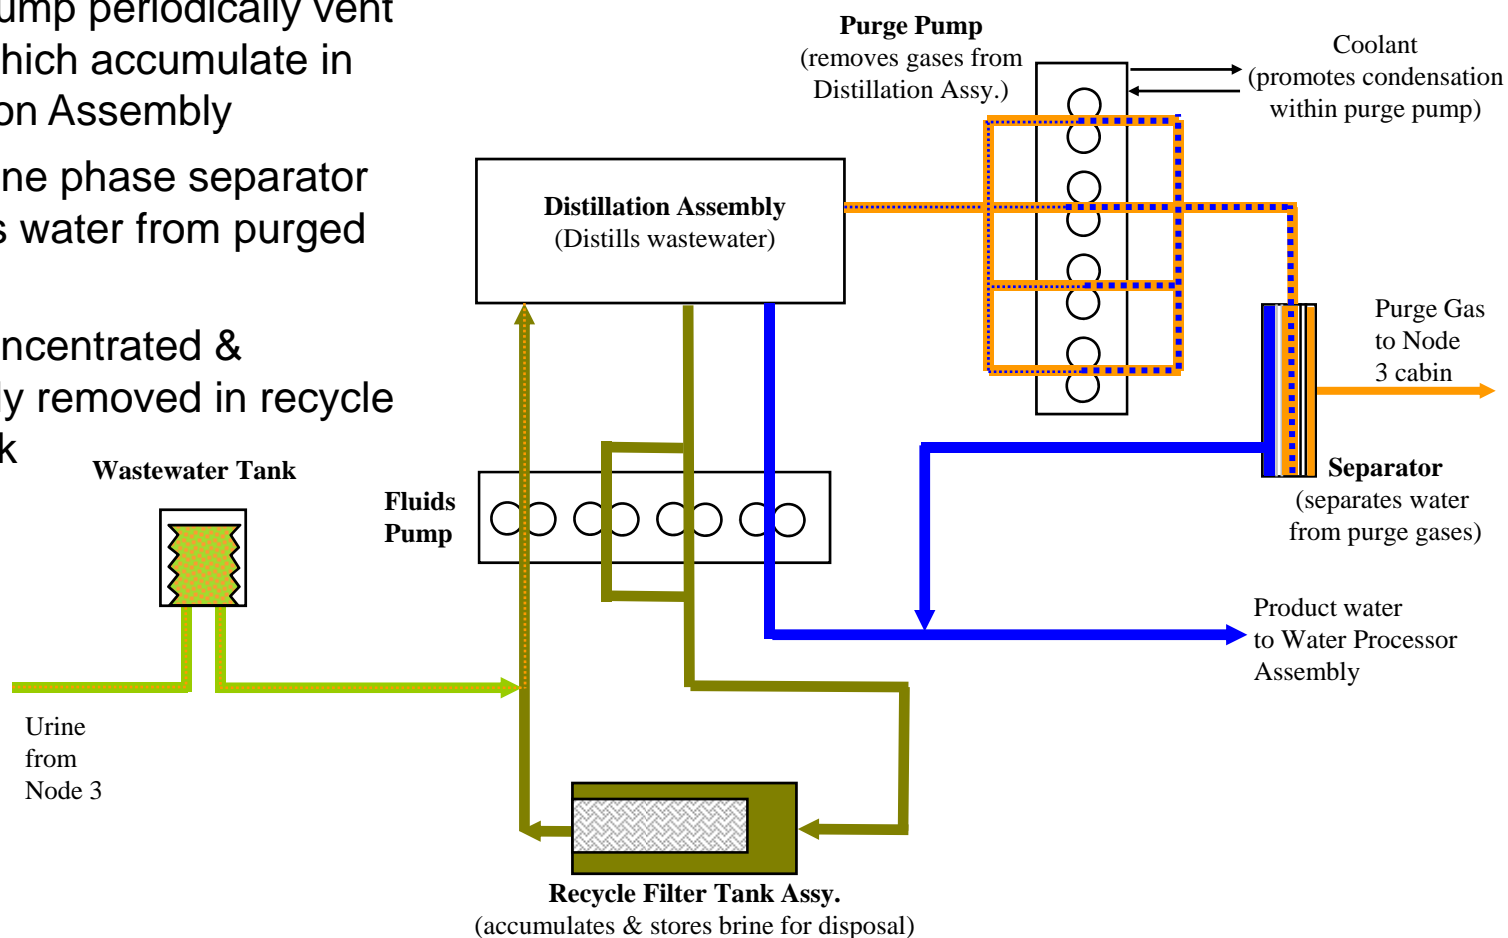 ump periodically vent
hich accumulate in
on Assembly
ne phase separator
s water from purged
ncentrated &
ly removed in recycle
k
Purge Pump
(removes gases from
Distillation Assy.)
Coolant
(promotes condensation
within purge pump)
Distillation Assembly
(Distills wastewater)
Purge Gas
to Node
3 cabin
Wastewater Tank
Fluids
Pump
Separator
(separates water
from purge gases)
Product water
to Water Processor
Assembly
Urine
from
Node 3
Recycle Filter Tank Assy.
(accumulates & stores brine for disposal)